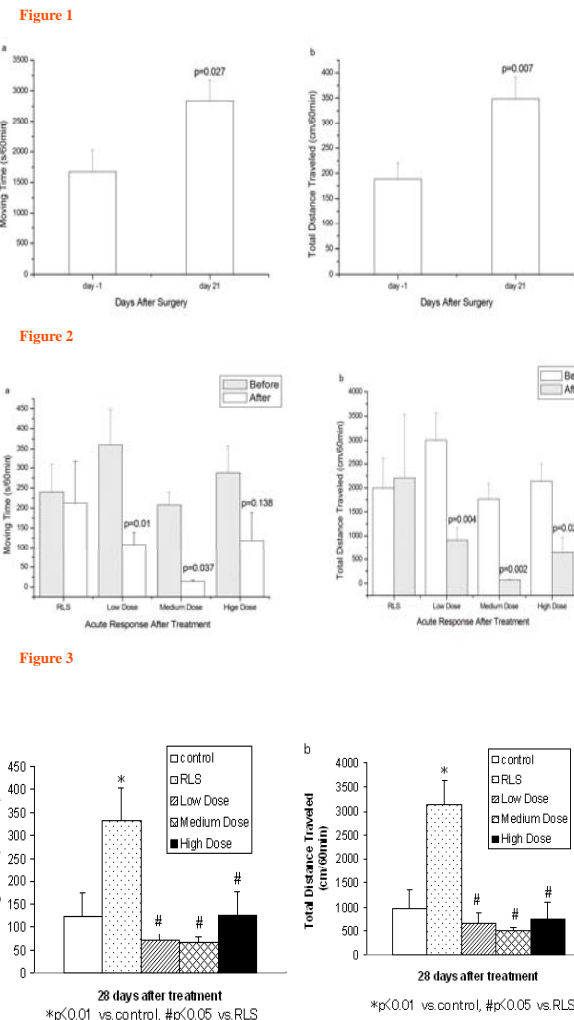 Figure 1
a
3500
3000
2500
2000
1500
1000
500
0
Moving Time (s/60min)
p=0.027
day -1
day 21
Days After Surgery
b
400
350
300
250
200
150
100
50
0
Total Distance Traveled (cm/60min)
p=0.007
day -1
day 21
Days After Surgery
Figure 2
a
Before
After
450
400
350
300
250
200
150
100
50
0
Moving Time (s/60min)
p=0.01
p=0.037
p=0.138
RLS
Low Dose
Medium Dose
Hige Dose
Acute Response After Treatment
b
4000
3500
3000
2500
2000
1500
1000
500
0
Total Distance Traveled (cm/60min)
p=0.004
p=0.002
RLS
Low Dose
Medium Dose
High Dose
Acute Response After Treatment
Figure 3
450
400
350
300
250
200
150
100
50
0
control
RLS
Low Dose
Medium Dose
High Dose
*
#
#
#
28 days after treatment
*p<0.01 vs.control, #p<0.05 vs.RLS
b
4000
3500
3000
2500
2000
1500
1000
500
0
Total Distance Traveled
(cm/60min)
control
RLS
Low Dose
Medium Dose
High Dose
*
#
#
#
28 days after treatment
*p<0.01 vs.control, #p<0.05 vs.RLS